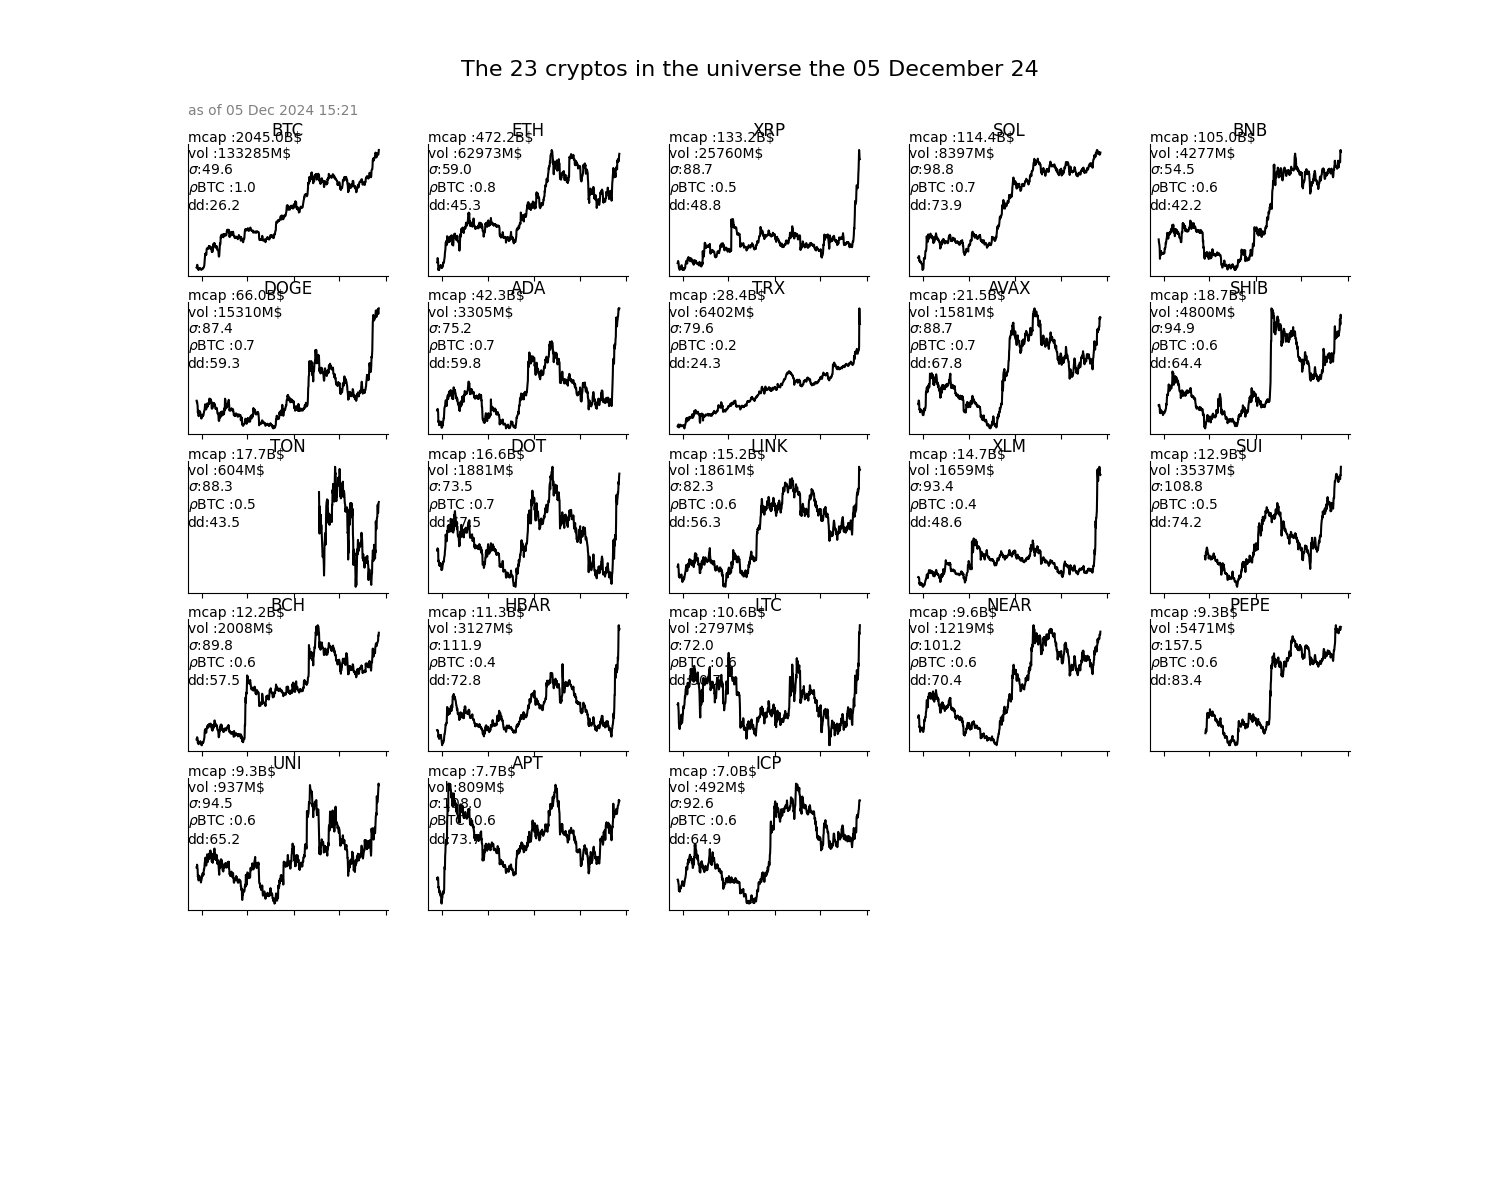 The 23 cryptos in the universe the 05 December 24
as of 05 Dec 2024 15:21
BTC
mcap :2045.0B$
vol :133285M$
σ:49.6
ρBTC :1.0
dd:26.2
ETH
mcap :472.2B$
vol :62973M$
σ:59.0
ρBTC :0.8
dd:45.3
XRP
mcap :133.2B$
vol :25760M$
σ:88.7
ρBTC :0.5
dd:48.8
SOL
mcap :114.4B$
vol :8397M$
σ:98.8
ρBTC :0.7
dd:73.9
BNB
mcap :105.0B$
vol :4277M$
σ:54.5
ρBTC :0.6
dd:42.2
DOGE
mcap :66.0B$
vol :15310M$
σ:87.4
ρBTC :0.7
dd:59.3
ADA
mcap :42.3B$
vol :3305M$
σ:75.2
ρBTC :0.7
dd:59.8
TRX
mcap :28.4B$
vol :6402M$
σ:79.6
ρBTC :0.2
dd:24.3
AVAX
mcap :21.5B$
vol :1581M$
σ:88.7
ρBTC :0.7
dd:67.8
SHIB
mcap :18.7B$
vol :4800M$
σ:94.9
ρBTC :0.6
dd:64.4
TON
mcap :17.7B$
vol :604M$
σ:88.3
ρBTC :0.5
dd:43.5
DOT
mcap :16.6B$
vol :1881M$
σ:73.5
ρBTC :0.7
LINK
mcap :15.2B$
vol :1861M$
σ:82.3
ρBTC :0.6
dd:56.3
XLM
mcap :14.7B$
vol :1659M$
σ:93.4
ρBTC :0.4
dd:48.6
SUI
mcap :12.9B$
vol :3537M$
σ:108.8
ρBTC :0.5
dd:74.2
BCH
mcap :12.2B$
vol :2008M$
σ:89.8
ρBTC :0.6
dd:57.5
HBAR
mcap :11.3B$
vol :3127M$
σ:111.9
ρBTC :0.4
dd:72.8
LTC
mcap :10.6B$
vol :2797M$
σ:72.0
ρBTC :0.6
NEAR
mcap :9.6B$
vol :1219M$
σ:101.2
ρBTC :0.6
dd:70.4
PEPE
mcap :9.3B$
vol :5471M$
σ:157.5
ρBTC :0.6
dd:83.4
UNI
mcap :9.3B$
vol :937M$
σ:94.5
ρBTC :0.6
dd:65.2
APT
mcap :7.7B$
vol :809M$
σ:108.0
ρBTC :0.6
ICP
mcap :7.0B$
vol :492M$
σ:92.6
ρBTC :0.6
dd:64.9